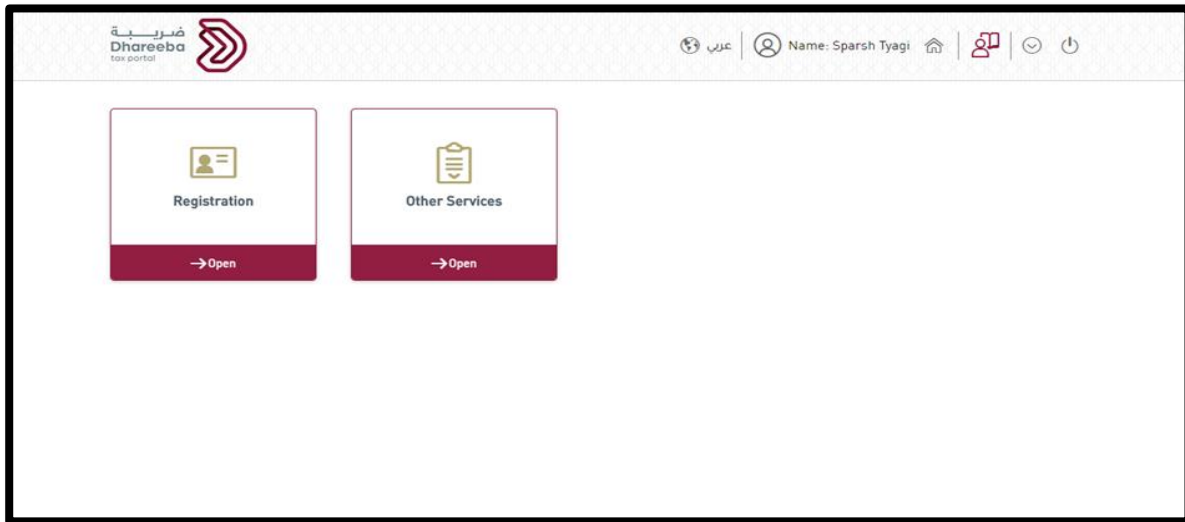 ضريبة
Dhareeba
tax portal
عربي
Name: Sparsh Tyagi
Registration
Open
Other Services
Open